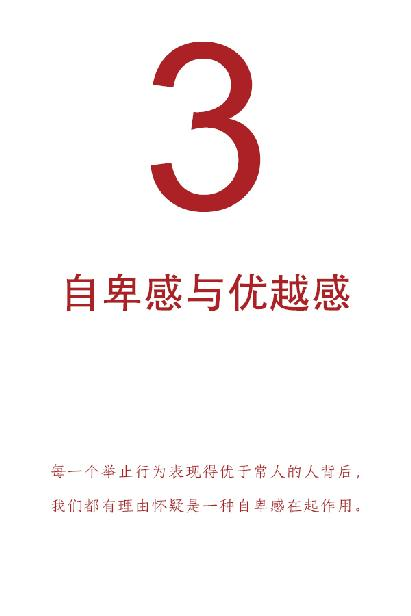 3
自卑感与优越感
每一个举止行为表现得优于常人的人背后，
我们都有理由怀疑是一种自卑感在起作用。